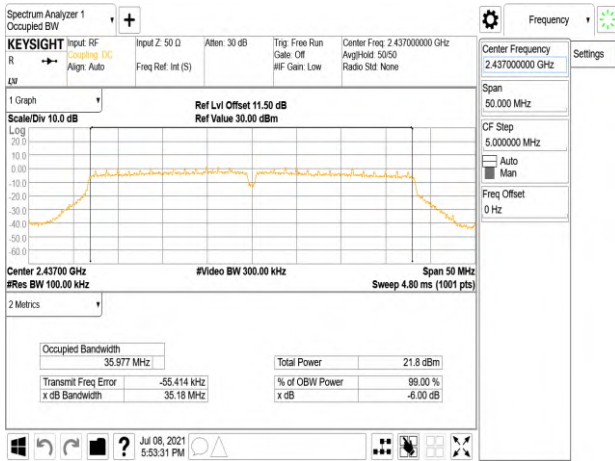 Spectrum Analyzer 1
Occupied BW
Frequency
KEYSIGHT
R
Input: RF
Coupling: DC
Align: Auto
Input Z: 50 Ω
Freq Ref: Int (S)
Atten: 30 dB
Trig: Free Run
Gate: Off
#IF Gain: Low
Center Freq: 2.437000000 GHz
Avg|Hold: 50/50
Radio Std: None
LXI
Center Frequency
2.437000000 GHz
Settings
Span
50.000 MHz
CF Step
5.000000 MHz
Auto
Man
Freq Offset
0 Hz
1 Graph
Scale/Div 10.0 dB
Ref Lvl Offset 11.50 dB
Ref Value 30.00 dBm
Log
20.0
10.0
0.00
-10.0
-20.0
-30.0
-40.0
-50.0
-60.0
Center 2.43700 GHz
#Res BW 100.00 kHz
#Video BW 300.00 kHz
Span 50 MHz
Sweep 4.80 ms (1001 pts)
2 Metrics
Occupied Bandwidth
35.977 MHz
Total Power 21.8 dBm
Transmit Freq Error -55.414 kHz
% of OBW Power 99.00 %
x dB Bandwidth 35.18 MHz
x dB -6.00 dB
?
Jul 08, 2021
5:53:31 PM